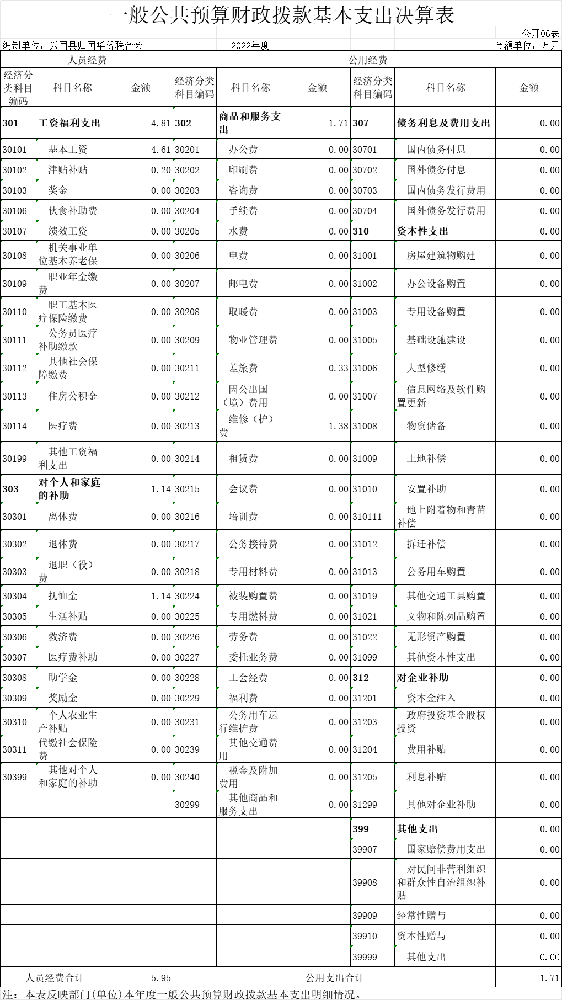 一般公共预算财政拨款基本支出决算表
公开06表
编制单位：兴国县归国华侨联合会 2022年度 金额单位：万元
人员经费 公用经费
经济分类科目编码 科目名称 金额 经济分类科目编码 科目名称 金额 经济分类科目编码 科目名称 金额
301 工资福利支出 4.81 302 商品和服务支出 1.71 307 债务利息及费用支出 0.00
30101 基本工资 4.61 30201 办公费 0.00 30701 国内债务付息 0.00
30102 津贴补贴 0.20 30202 印刷费 0.00 30702 国外债务付息 0.00
30103 奖金 0.00 30203 咨询费 0.00 30703 国内债务发行费用 0.00
30106 伙食补助费 0.00 30204 手续费 0.00 30704 国外债务发行费用 0.00
30107 绩效工资 0.00 30205 水费 0.00 310 资本性支出 0.00
30108 机关事业单位基本养老保 0.00 30206 电费 0.00 31001 房屋建筑物购建 0.00
30109 职业年金缴费 0.00 30207 邮电费 0.00 31002 办公设备购置 0.00
30110 职工基本医疗保险缴费 0.00 30208 取暖费 0.00 31003 专用设备购置 0.00
30111 公务员医疗补助缴款 0.00 30209 物业管理费 0.00 31005 基础设施建设 0.00
30112 其他社会保障缴费 0.00 30211 差旅费 0.33 31006 大型修缮 0.00
30113 住房公积金 0.00 30212 因公出国（境）费用 0.00 31007 信息网络及软件购置更新 0.00
30114 医疗费 0.00 30213 维修（护）费 1.38 31008 物资储备 0.00
30199 其他工资福利支出 0.00 30214 租赁费 0.00 31009 土地补偿 0.00
303 对个人和家庭的补助 1.14 30215 会议费 0.00 31010 安置补助 0.00
30301 离休费 0.00 30216 培训费 0.00 310111 地上附着物和青苗补偿 0.00
30302 退休费 0.00 30217 公务接待费 0.00 31012 拆迁补偿 0.00
30303 退职（役）费 0.00 30218 专用材料费 0.00 31013 公务用车购置 0.00
30304 抚恤金 1.14 30224 被装购置费 0.00 31019 其他交通工具购置 0.00
30305 生活补贴 0.00 30225 专用燃料费 0.00 31021 文物和陈列品购置 0.00
30306 救济费 0.00 30226 劳务费 0.00 31022 无形资产购置 0.00
30307 医疗费补助 0.00 30227 委托业务费 0.00 31099 其他资本性支出 0.00
30308 助学金 0.00 30228 工会经费 0.00 312 对企业补助 0.00
30309 奖励金 0.00 30229 福利费 0.00 31201 资本金注入 0.00
30310 个人农业生产补贴 0.00 30231 公务用车运行维护费 0.00 31203 政府投资基金股权投资 0.00
30311 代缴社会保险费 0.00 30239 其他交通费用 0.00 31204 费用补贴 0.00
30399 其他对个人和家庭的补助 0.00 30240 税金及附加费用 0.00 31205 利息补贴 0.00
30299 其他商品和服务支出 0.00 31299 其他对企业补助 0.00
399 其他支出 0.00
39907 国家赔偿费用支出 0.00
39908 对民间非营利组织和群众性自治组织补贴 0.00
39909 经常性赠与 0.00
39910 资本性赠与 0.00
39999 其他支出 0.00
人员经费合计 5.95 公用支出合计 1.71
注：本表反映部门(单位)本年度一般公共预算财政拨款基本支出明细情况。